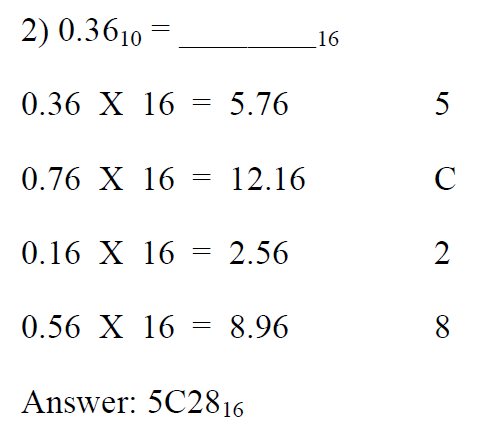 2) 0.36₁₀ = _________₁₆
0.36 X 16 = 5.76 5
0.76 X 16 = 12.16 C
0.16 X 16 = 2.56 2
0.56 X 16 = 8.96 8
Answer: 5C28₁₆